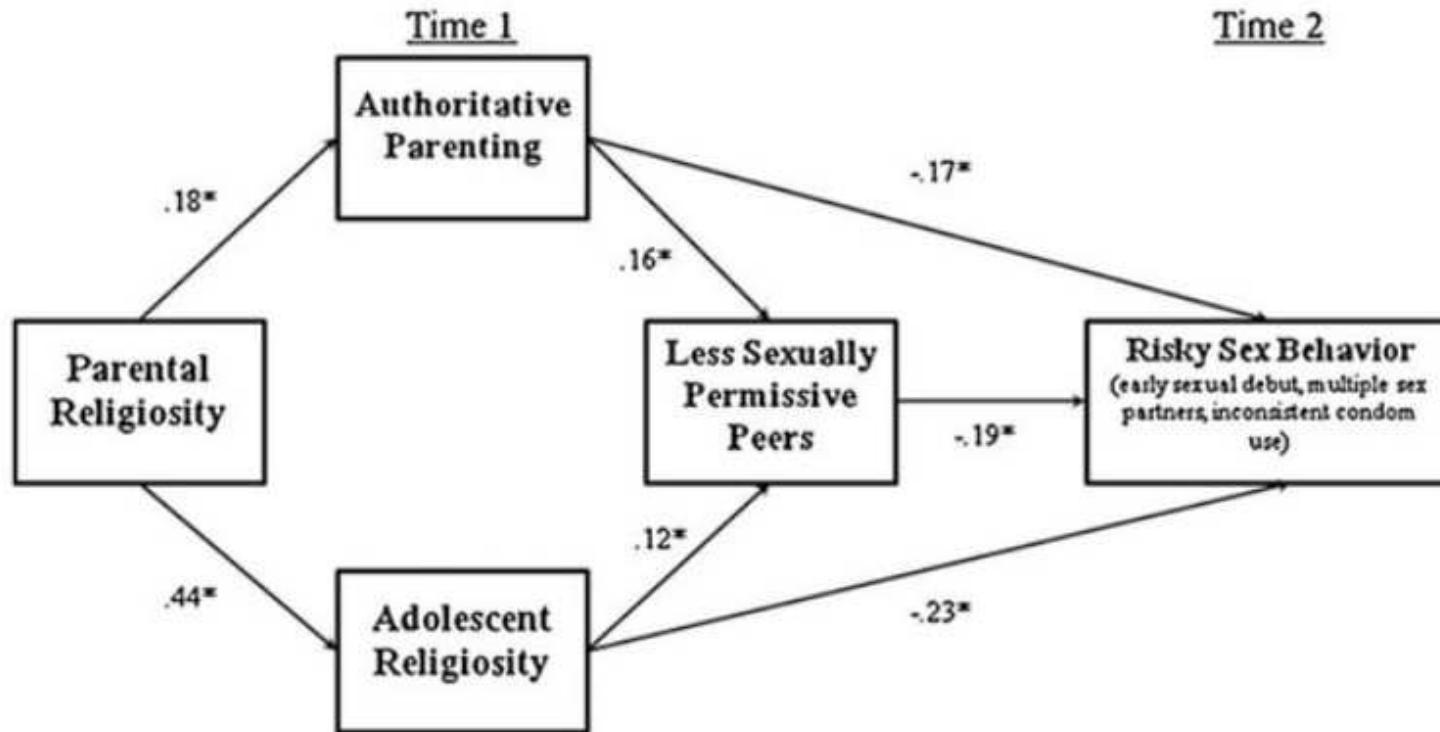 Time 1
Time 2
Authoritative
Parenting
.18*
-.17*
.16*
Parental
Religiosity
Less Sexually
Permissive
Peers
Risky Sex Behavior
(early sexual debut, multiple sex
partners, inconsistent condom
use)
-.19*
.44*
.12*
-.23*
Adolescent
Religiosity